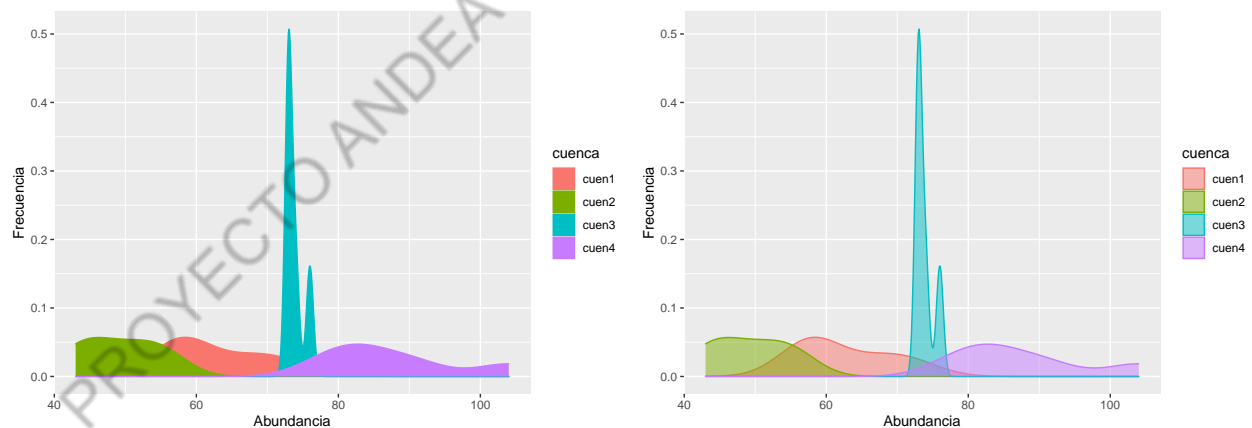 PROYECTO ANDEA
0.5
0.4
0.3
0.2
0.1
0.0
Frecuencia
40
60
80
100
Abundancia
cuenca
cuen1
cuen2
cuen3
cuen4
0.5
0.4
0.3
0.2
0.1
0.0
Frecuencia
40
60
80
100
Abundancia
cuenca
cuen1
cuen2
cuen3
cuen4